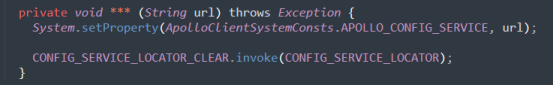 private void *** (String url) throws Exception {
System.setProperty(ApolloClientSystemConsts.APOLLO_CONFIG_SERVICE, url);
CONFIG_SERVICE_LOCATOR_CLEAR.invoke(CONFIG_SERVICE_LOCATOR);
}